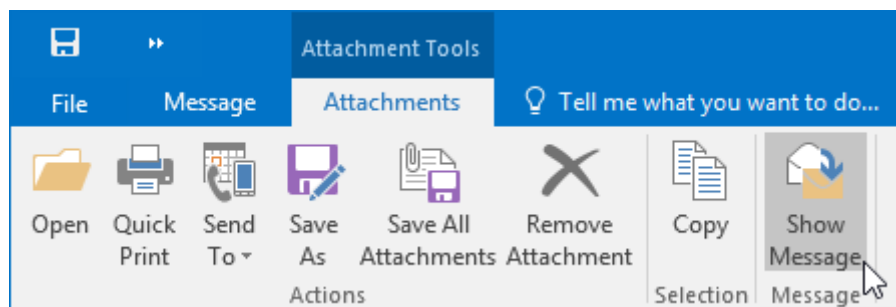 Attachment Tools
File Message Attachments Tell me what you want to do...
Open Quick Send Save Save All Remove Copy Show
Print To As Attachments Attachment Message
Actions Selection Message